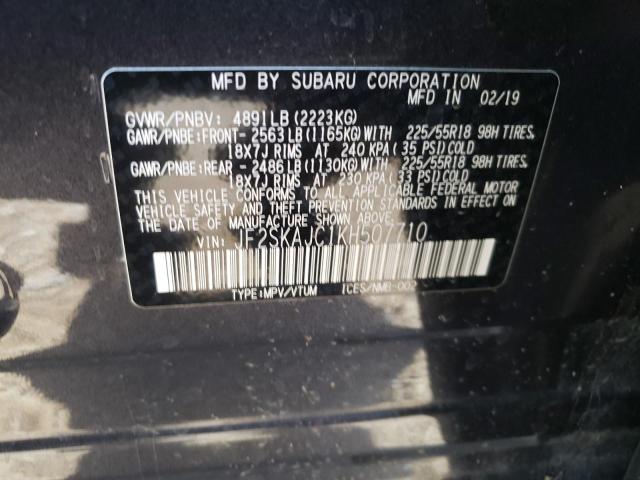 MFD BY SUBARU CORPORATION
MFD IN 02/19
GVWR/PNBV: 4891LB(2223KG)
GAWR/PNBE:FRONT- 2563LB(1165KG)WITH 225/55R18 98H TIRES,
18X7J RIMS AT 240 KPA(35 PSI)COLD
GAWR/PNBE:REAR - 2486LB(1130KG)WITH 225/55R18 98H TIRES,
18X7J RIMS AT 230 KPA(33 PSI)COLD
THIS VEHICLE CONFORMS TO ALL APPLICABLE FEDERAL MOTOR
VEHICLE SAFETY AND THEFT PREVENTION STANDARDS IN EFFECT ON
THE DATE OF MANUFACTURE SHOWN ABOVE.
VIN: JF2SKAJC1KH507710
TYPE:MPV/VTUM ICES/NMB-002